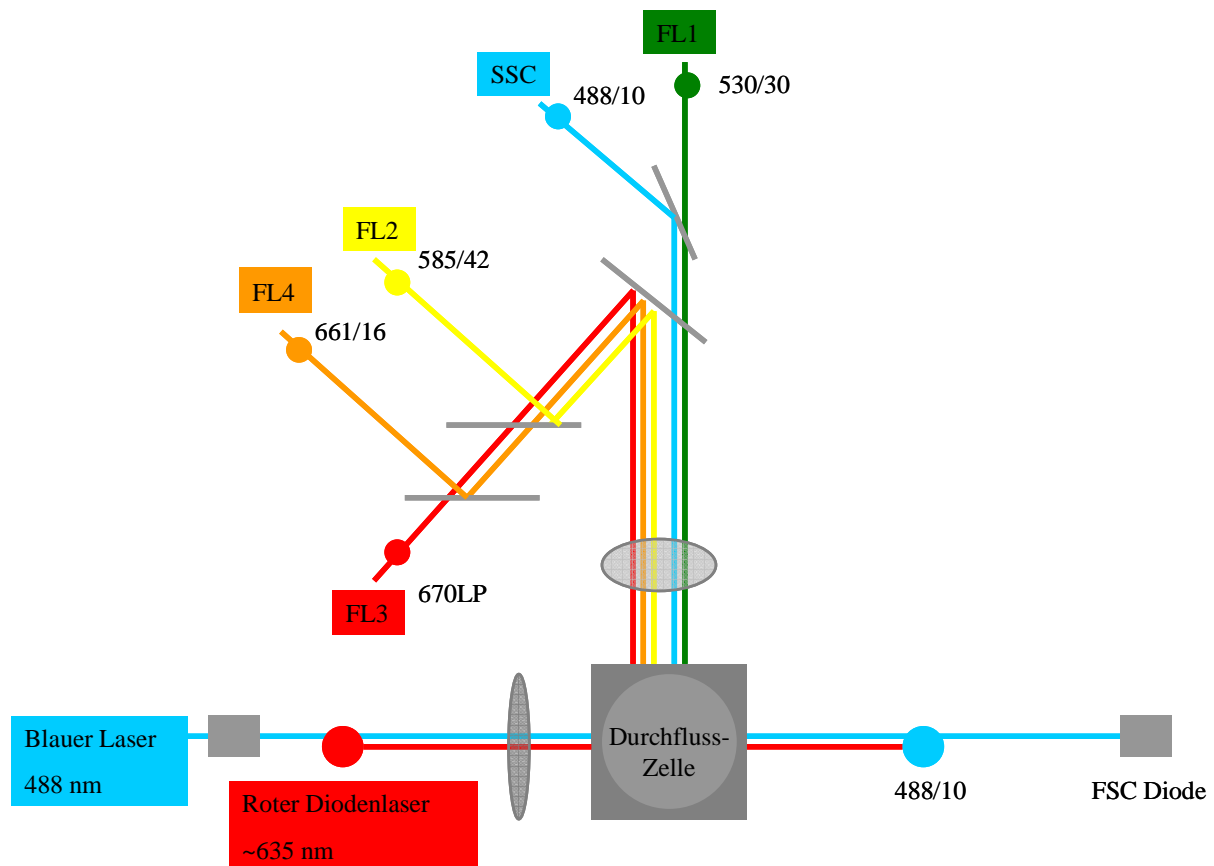 FL1
530/30
SSC
488/10
FL2
585/42
FL4
661/16
670LP
FL3
Blauer Laser
488 nm
Roter Diodenlaser
~635 nm
Durchfluss-
Zelle
488/10
FSC Diode